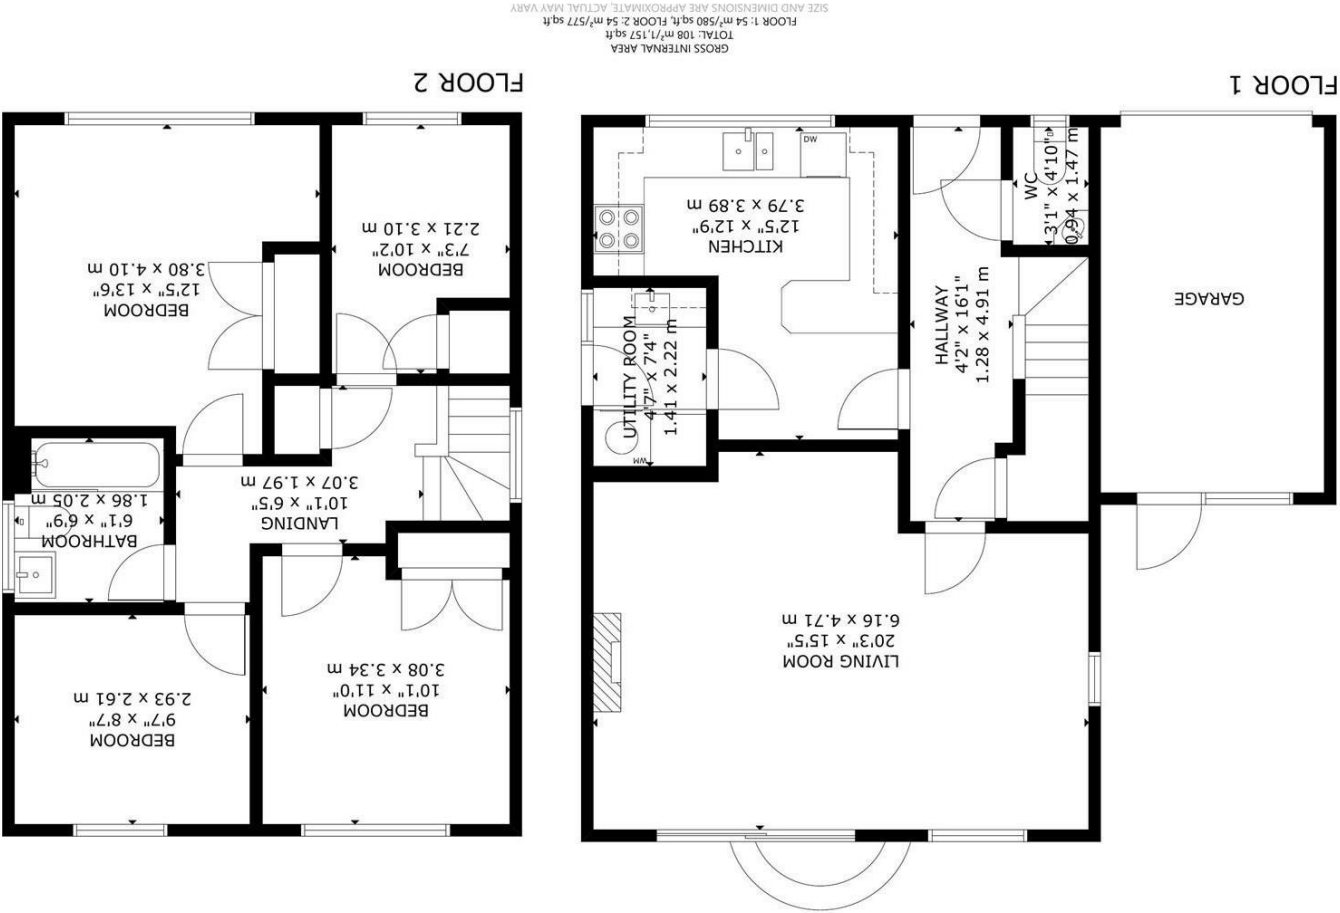 FLOOR 1
GARAGE
WC
3'1" x 4'10"
0.94 x 1.47 m
HALLWAY
4'2" x 16'1"
1.28 x 4.91 m
KITCHEN
12'5" x 12'9"
3.79 x 3.89 m
DW
UTILITY ROOM
4'7" x 7'4"
1.41 x 2.22 m
WM
LIVING ROOM
20'3" x 15'5"
6.16 x 4.71 m
FLOOR 2
BEDROOM
7'3" x 10'2"
2.21 x 3.10 m
BEDROOM
12'5" x 13'6"
3.80 x 4.10 m
LANDING
10'1" x 6'5"
3.07 x 1.97 m
BATHROOM
6'1" x 6'9"
1.86 x 2.05 m
BEDROOM
10'1" x 11'0"
3.08 x 3.34 m
BEDROOM
9'7" x 8'7"
2.93 x 2.61 m
GROSS INTERNAL AREA
TOTAL: 108 m²/1,157 sq.ft
FLOOR 1: 54 m²/580 sq.ft, FLOOR 2: 54 m²/577 sq.ft
SIZE AND DIMENSIONS ARE APPROXIMATE, ACTUAL MAY VARY